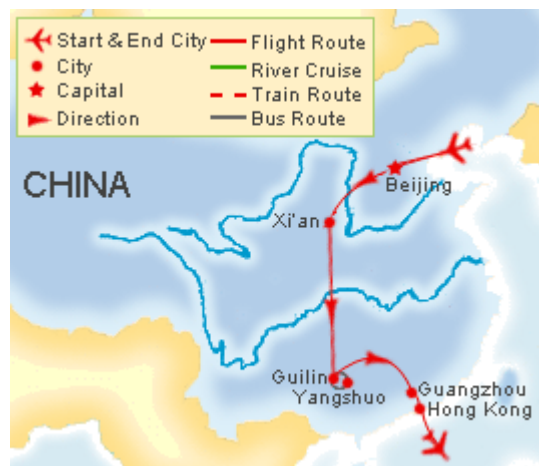 Start & End City
City
Capital
Direction
Flight Route
River Cruise
Train Route
Bus Route
CHINA
Beijing
Xi'an
Guilin
Yangshuo
Guangzhou
Hong Kong